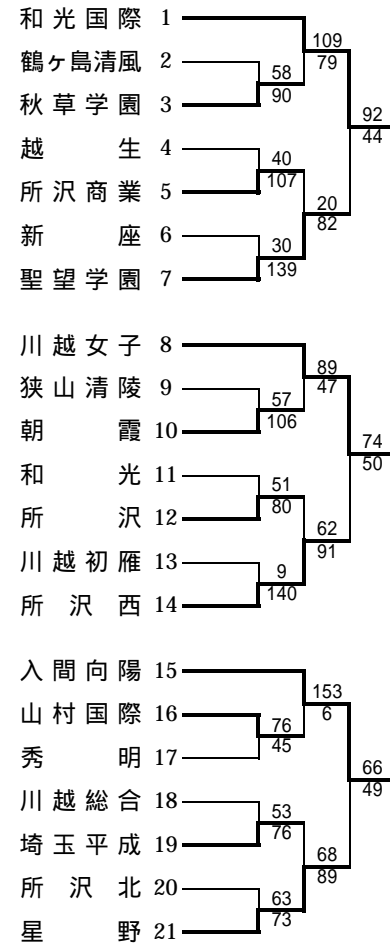 和光国際 1
109
鶴ヶ島清風 2
58
79
秋草学園 3
90
92
越生 4
40
44
所沢商業 5
107
20
新座 6
30
82
聖望学園 7
139
川越女子 8
89
狭山清陵 9
57
47
朝霞 10
106
74
和光 11
51
50
所沢 12
80
62
川越初雁 13
9
91
所沢西 14
140
入間向陽 15
153
山村国際 16
76
6
秀明 17
45
66
川越総合 18
53
49
埼玉平成 19
76
68
所沢北 20
63
89
星野 21
73